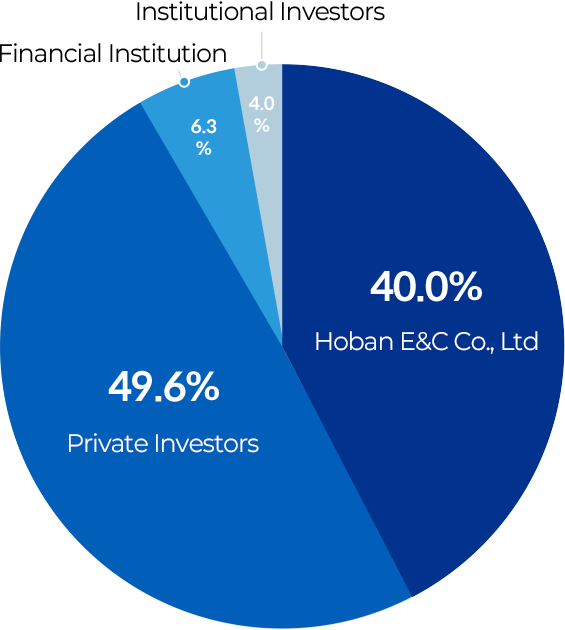 Institutional Investors
Financial Institution
4.0
%
6.3
%
40.0%
Hoban E&C Co., Ltd
49.6%
Private Investors